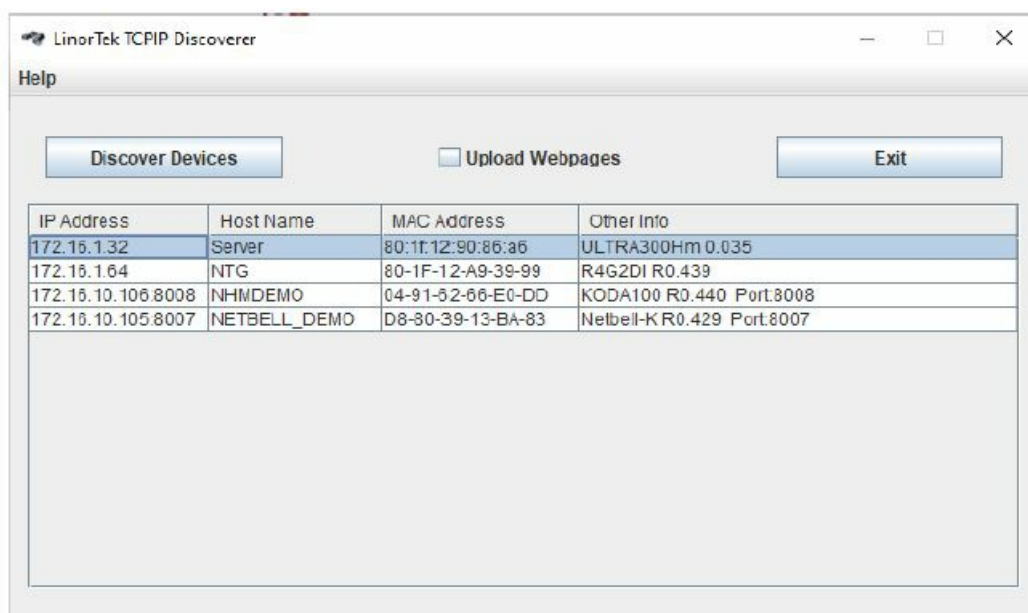 LinorTek TCPIP Discoverer
Help
Discover Devices Upload Webpages Exit
IP Address Host Name MAC Address Other Info
172.16.1.32 Server 80:1f:12:90:86:a6 ULTRA300Hm 0.035
172.16.1.64 NTG 80-1F-12-A9-39-99 R4G2DI R0.439
172.16.10.106:8008 NHMDEMO 04-91-62-66-E0-DD KODA100 R0.440 Port:8008
172.16.10.105:8007 NETBELL_DEMO D8-80-39-13-BA-83 Netbell-K R0.429 Port:8007